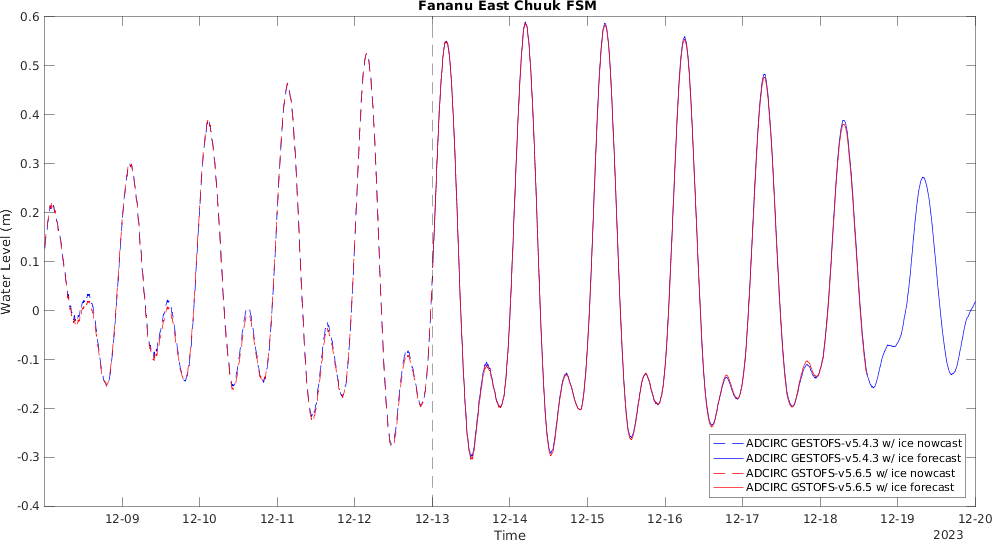 Fananu East Chuuk FSM
0.6
0.5
0.4
0.3
0.2
0.1
0
-0.1
-0.2
-0.3
-0.4
Water Level (m)
ADCIRC GESTOFS-v5.4.3 w/ ice nowcast
ADCIRC GESTOFS-v5.4.3 w/ ice forecast
ADCIRC GSTOFS-v5.6.5 w/ ice nowcast
ADCIRC GSTOFS-v5.6.5 w/ ice forecast
12-09 12-10 12-11 12-12 12-13 12-14 12-15 12-16 12-17 12-18 12-19 12-20
Time
2023